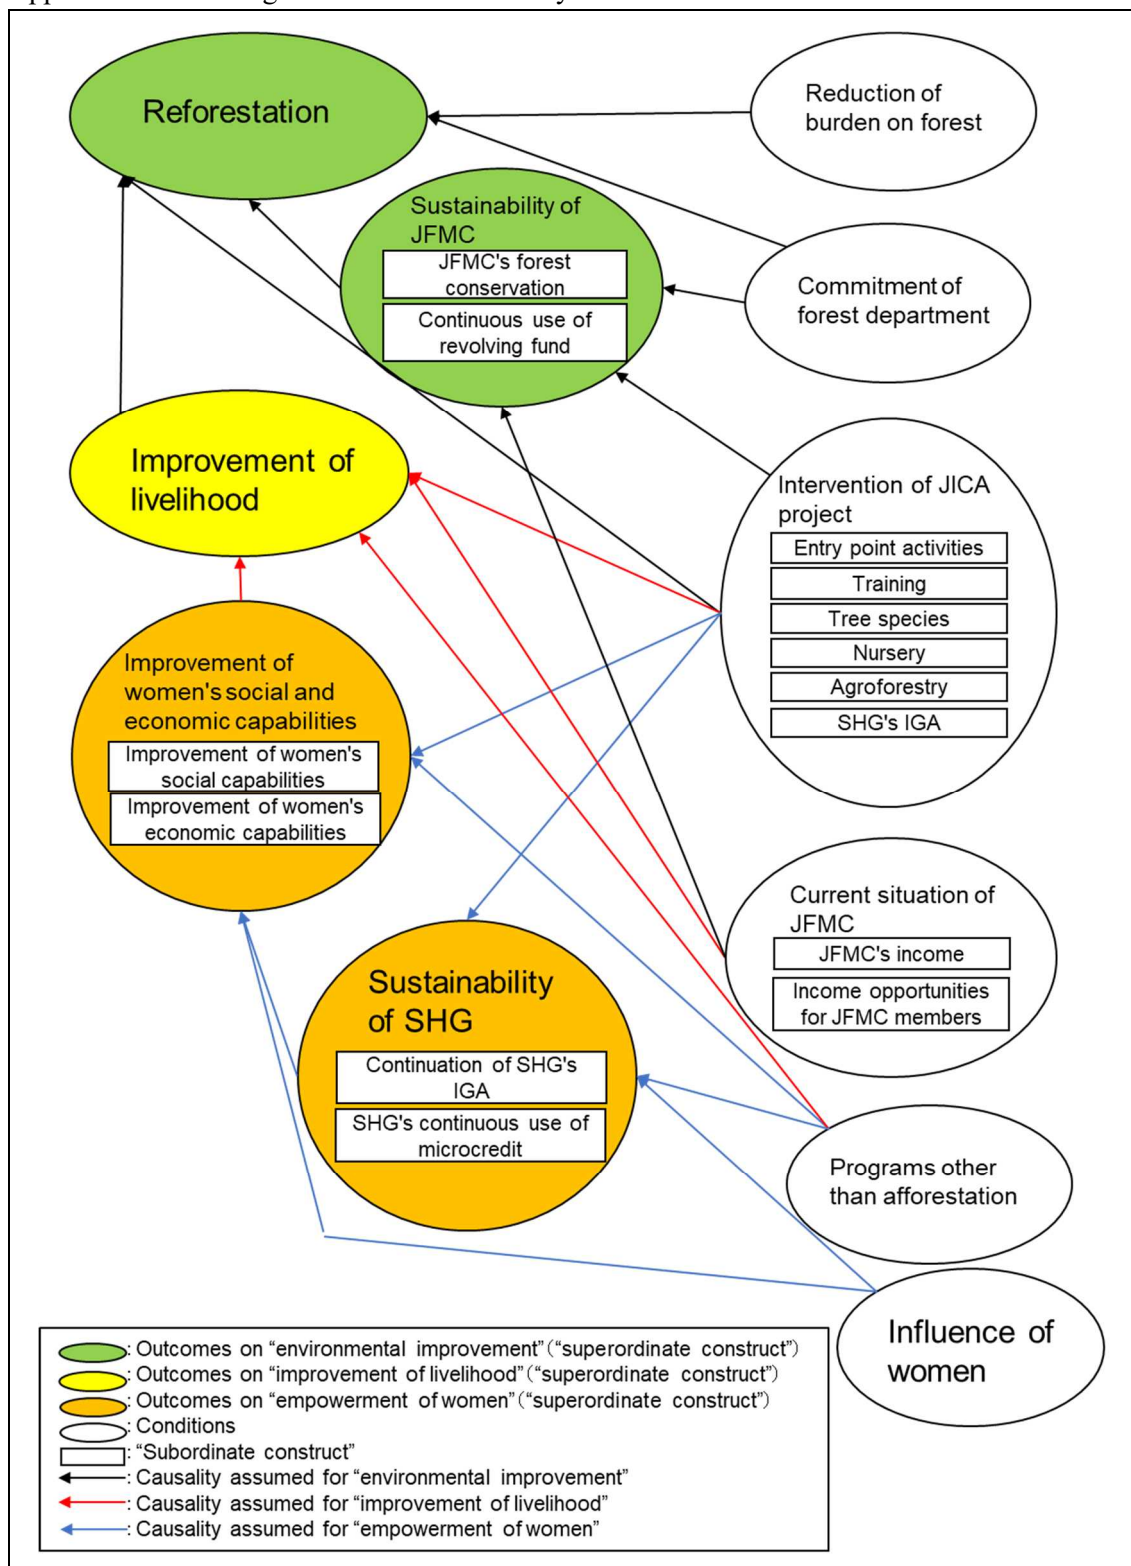 Reforestation
Reduction of
burden on forest
Sustainability of
JFMC
JFMC's forest
conservation
Continuous use of
revolving fund
Commitment of
forest department
Improvement of
livelihood
Intervention of JICA
project
Entry point activities
Training
Tree species
Nursery
Agroforestry
SHG's IGA
Improvement of
women's social and
economic capabilities
Improvement of women's
social capabilities
Improvement of women's
economic capabilities
Current situation of
JFMC
JFMC's income
Income opportunities
for JFMC members
Sustainability
of SHG
Continuation of SHG's
IGA
SHG's continuous use of
microcredit
Programs other
than afforestation
Influence of
women
: Outcomes on “environmental improvement” (“superordinate construct”)
: Outcomes on “improvement of livelihood” (“superordinate construct”)
: Outcomes on “empowerment of women” (“superordinate construct”)
: Conditions
: “Subordinate construct”
: Causality assumed for “environmental improvement”
: Causality assumed for “improvement of livelihood”
: Causality assumed for “empowerment of women”